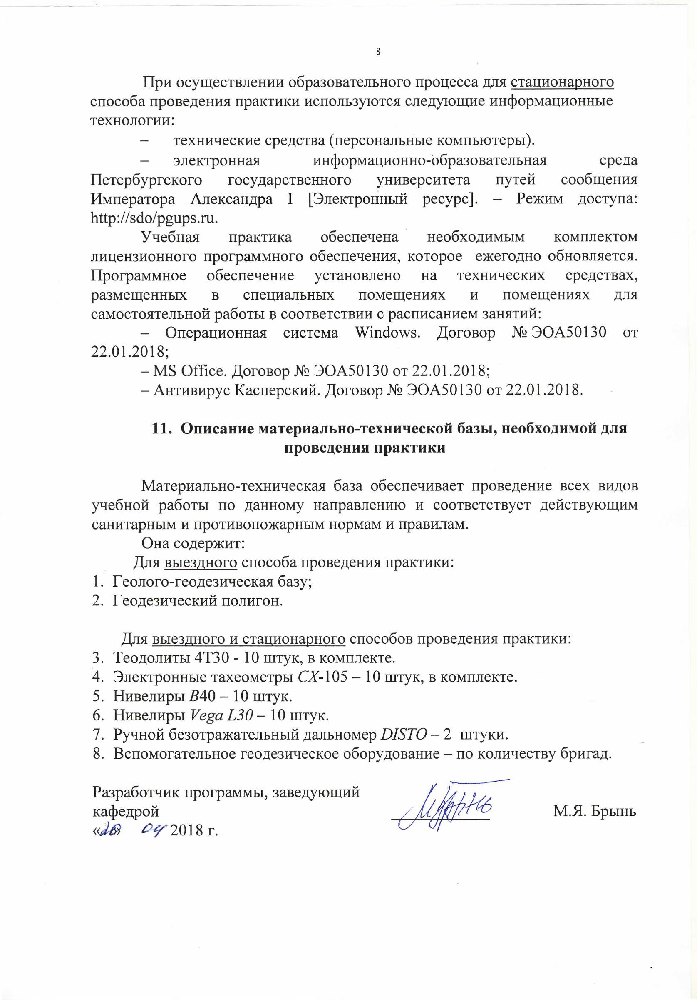 8
При осуществлении образовательного процесса для стационарного
способа проведения практики используются следующие информационные
технологии:
– технические средства (персональные компьютеры).
– электронная информационно-образовательная среда
Петербургского государственного университета путей сообщения
Императора Александра I [Электронный ресурс]. – Режим доступа:
http://sdo/pgups.ru.
Учебная практика обеспечена необходимым комплектом
лицензионного программного обеспечения, которое ежегодно обновляется.
Программное обеспечение установлено на технических средствах,
размещенных в специальных помещениях и помещениях для
самостоятельной работы в соответствии с расписанием занятий:
– Операционная система Windows. Договор № ЭОА50130 от
22.01.2018;
– MS Office. Договор № ЭОА50130 от 22.01.2018;
– Антивирус Касперский. Договор № ЭОА50130 от 22.01.2018.
11. Описание материально-технической базы, необходимой для
проведения практики
Материально-техническая база обеспечивает проведение всех видов
учебной работы по данному направлению и соответствует действующим
санитарным и противопожарным нормам и правилам.
Она содержит:
Для выездного способа проведения практики:
1. Геолого-геодезическая базу;
2. Геодезический полигон.
Для выездного и стационарного способов проведения практики:
3. Теодолиты 4Т30 - 10 штук, в комплекте.
4. Электронные тахеометры CX-105 – 10 штук, в комплекте.
5. Нивелиры B40 – 10 штук.
6. Нивелиры Vega L30 – 10 штук.
7. Ручной безотражательный дальномер DISTO – 2 штуки.
8. Вспомогательное геодезическое оборудование – по количеству бригад.
Разработчик программы, заведующий
кафедрой М.Я. Брынь
«20» 04 2018 г.